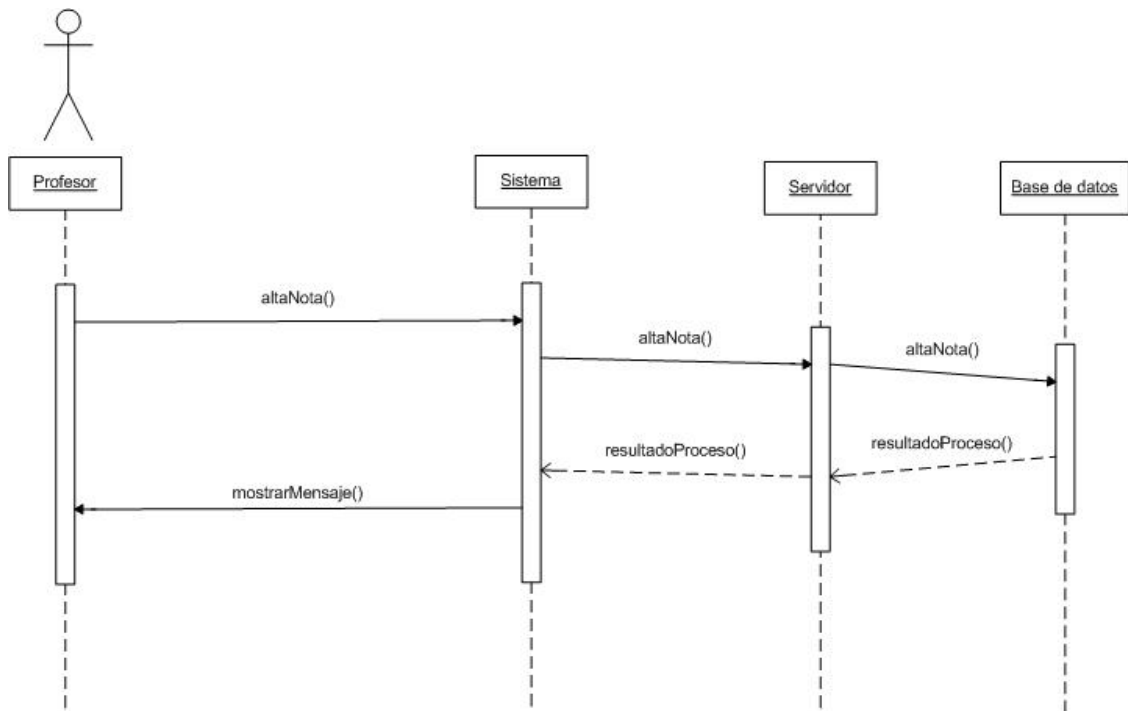 Profesor
Sistema
Servidor
Base de datos
altaNota()
altaNota()
altaNota()
resultadoProceso()
resultadoProceso()
mostrarMensaje()